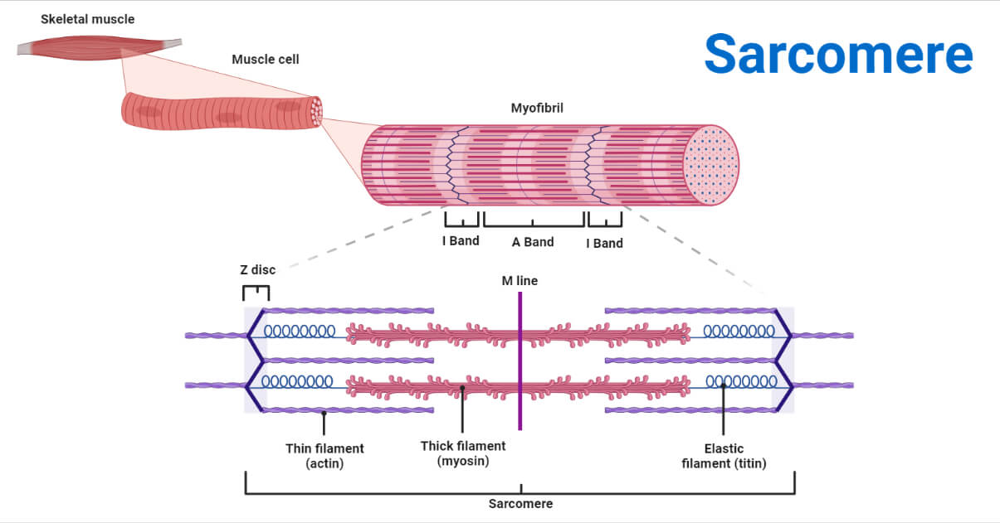 Skeletal muscle
Sarcomere
Muscle cell
Myofibril
I Band
A Band
I Band
Z disc
M line
Thin filament
(actin)
Thick filament
(myosin)
Elastic
filament (titin)
Sarcomere